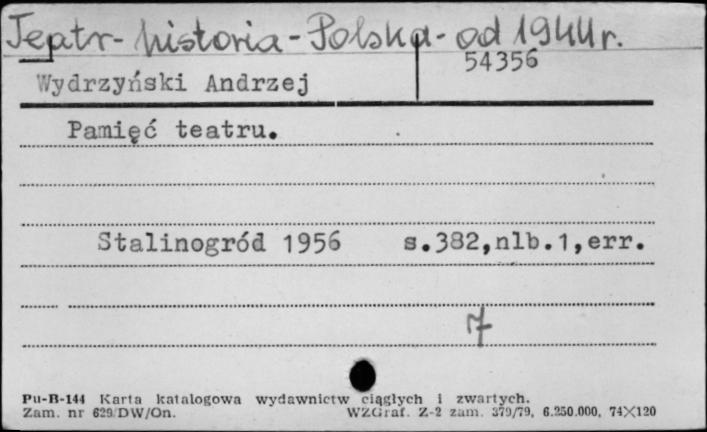 Teatr - historia - Polska - od 1944 r.
54356
Wydrzyński Andrzej
Pamięć teatru.
Stalinogród 1956 s.382,nlb.1,err.
7
Pu-B-144 Karta katalogowa wydawnictw ciągłych i zwartych.
Zam. nr 629/DW/On. WZGraf. Z-2 zam. 379/79, 6.250.000, 74×120